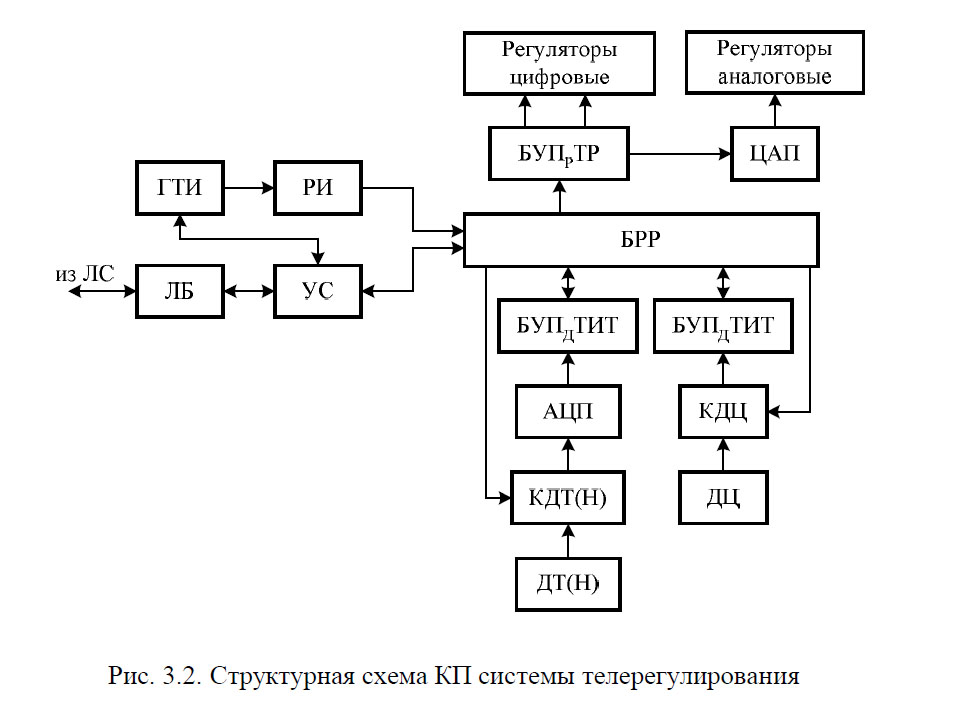 Регуляторы
цифровые
Регуляторы
аналоговые
БУПРТР
ЦАП
ГТИ
РИ
БРР
из ЛС
ЛБ
УС
БУПДТИТ
БУПДТИТ
АЦП
КДЦ
КДТ(Н)
ДЦ
ДТ(Н)
Рис. 3.2. Структурная схема КП системы телерегулирования